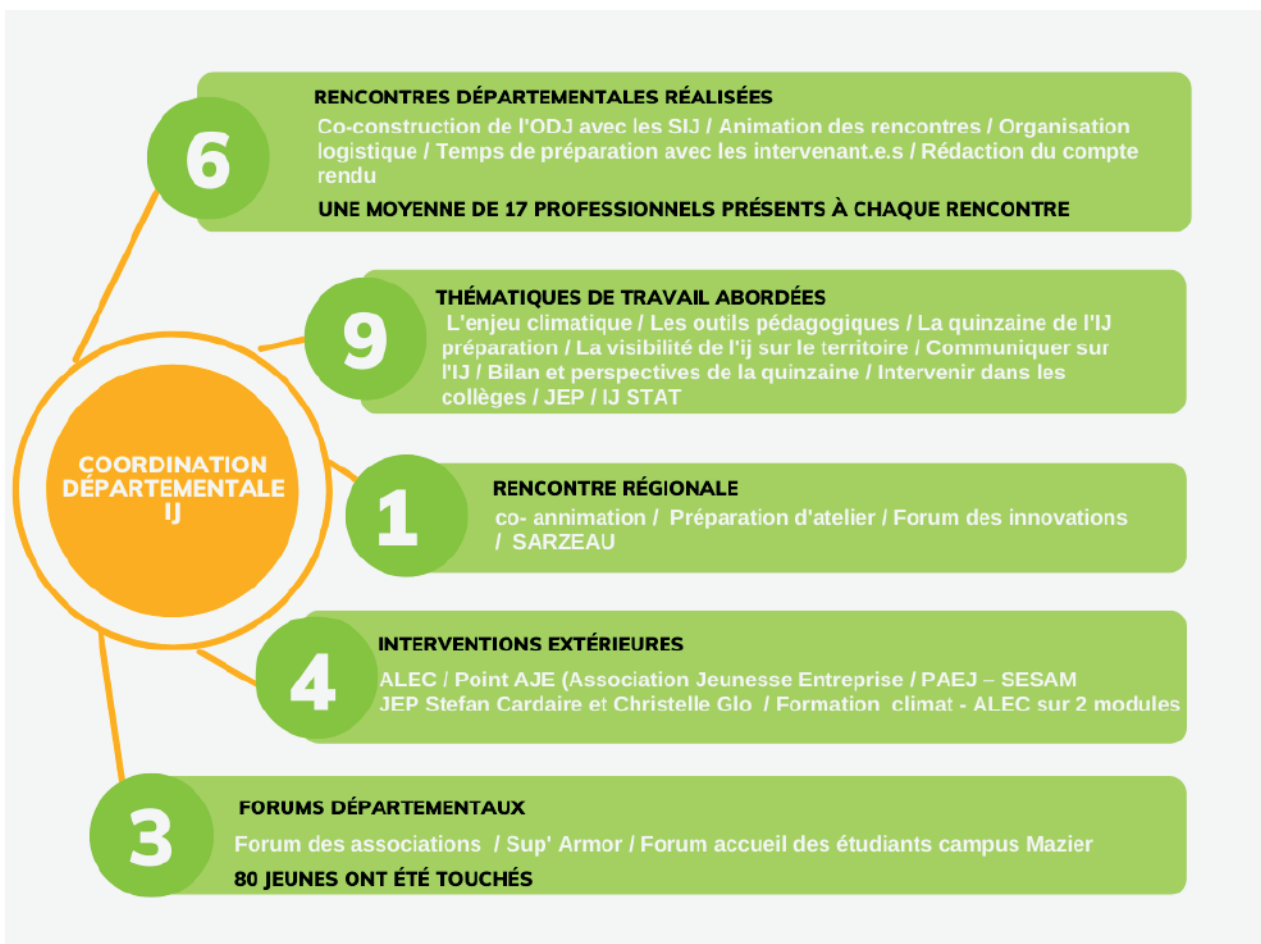 6
RENCONTRES DÉPARTEMENTALES RÉALISÉES
Co-construction de l'ODJ avec les SIJ / Animation des rencontres / Organisation
logistique / Temps de préparation avec les intervenant.e.s / Rédaction du compte
rendu
UNE MOYENNE DE 17 PROFESSIONNELS PRÉSENTS À CHAQUE RENCONTRE
9
THÉMATIQUES DE TRAVAIL ABORDÉES
L'enjeu climatique / Les outils pédagogiques / La quinzaine de l'IJ
préparation / La visibilité de l'ij sur le territoire / Communiquer sur
l'IJ / Bilan et perspectives de la quinzaine / Intervenir dans les
collèges / JEP / IJ STAT
COORDINATION
DÉPARTEMENTALE
IJ
1
RENCONTRE RÉGIONALE
co- annimation / Préparation d'atelier / Forum des innovations
/ SARZEAU
4
INTERVENTIONS EXTÉRIEURES
ALEC / Point AJE (Association Jeunesse Entreprise / PAEJ – SESAM
JEP Stefan Cardaire et Christelle Glo / Formation climat - ALEC sur 2 modules
3
FORUMS DÉPARTEMENTAUX
Forum des associations / Sup' Armor / Forum accueil des étudiants campus Mazier
80 JEUNES ONT ÉTÉ TOUCHÉS